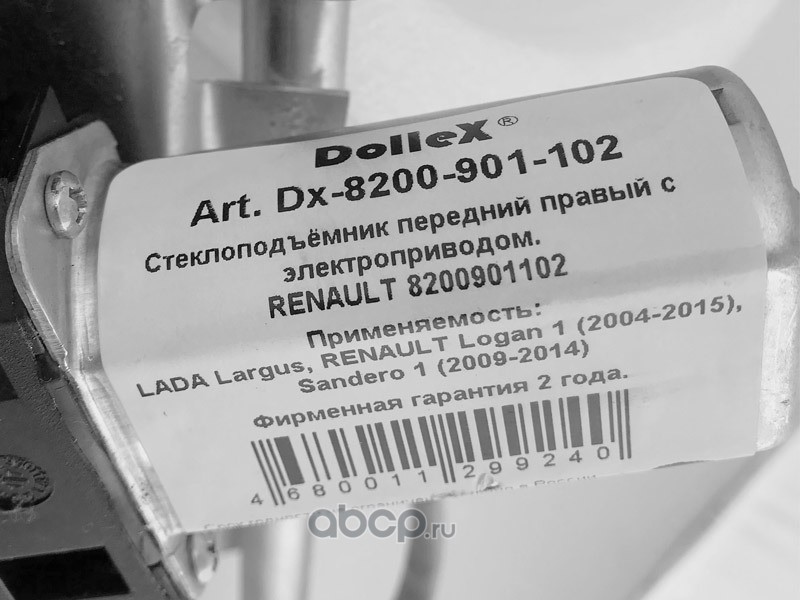 DolleX®
Art. Dx-8200-901-102
Стеклоподъёмник передний правый с
электроприводом.
RENAULT 8200901102
Применяемость:
LADA Largus, RENAULT Logan 1 (2004-2015),
Sandero 1 (2009-2014)
Фирменная гарантия 2 года.
4 680011 299240
abcp.ru